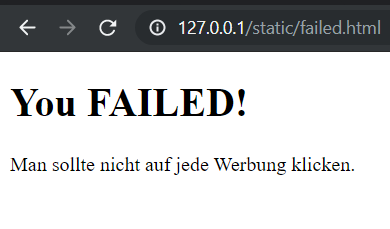 127.0.0.1/static/failed.html
You FAILED!
Man sollte nicht auf jede Werbung klicken.